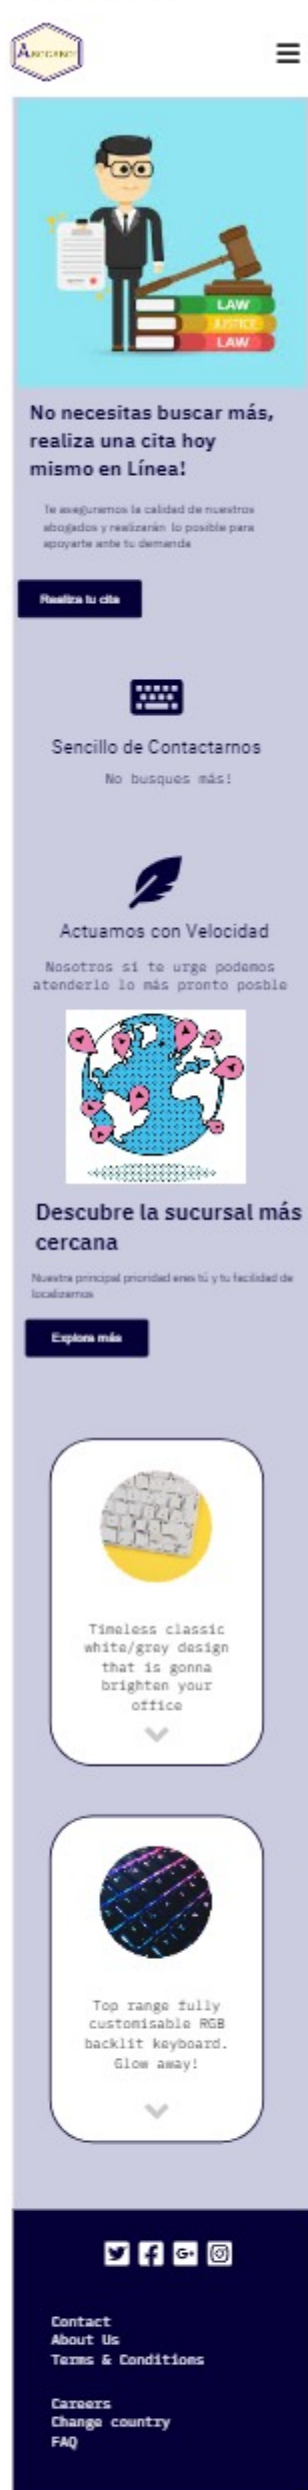 ABOGABOT
LAW
JUSTICE
LAW
No necesitas buscar más,
realiza una cita hoy
mismo en Línea!
Te aseguramos la calidad de nuestros
abogados y realizarán lo posible para
apoyarte ante tu demanda
Realiza tu cita
Sencillo de Contactarnos
No busques más!
Actuamos con Velocidad
Nosotros si te urge podemos
atenderlo lo más pronto posble
Descubre la sucursal más
cercana
Nuestra principal prioridad eres tú y tu facilidad de
localizarnos
Explora más
Timeless classic
white/grey design
that is gonna
brighten your
office
Top range fully
customisable RGB
backlit keyboard.
Glow away!
Contact
About Us
Terms & Conditions
Careers
Change country
FAQ